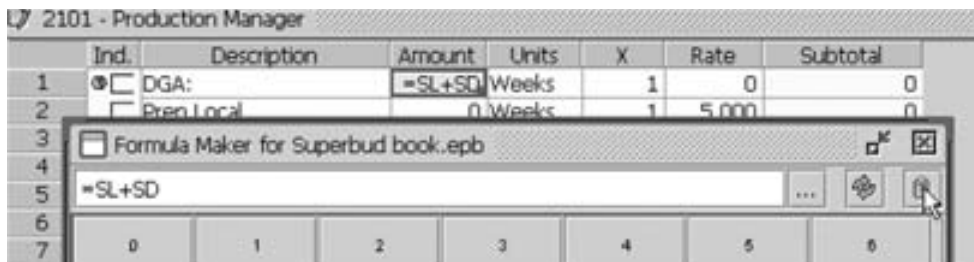 2101 - Production Manager
Ind. Description Amount Units X Rate Subtotal
1 DGA: =SL+SD Weeks 1 0 0
2 Prep Local 0 Weeks 1 5,000 0
3
Formula Maker for Superbud book.epb
4
5 =SL+SD ...
6
7 0 1 2 3 4 5 6